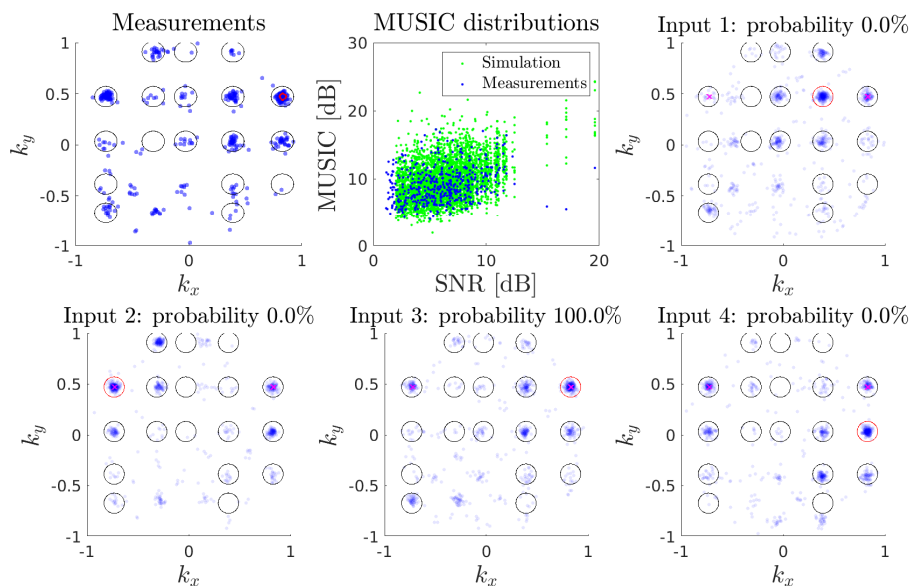 Measurements
1
0.5
0
-0.5
-1
-1
0
1
k_y
k_x
MUSIC distributions
30
20
10
0
0
5
10
15
20
MUSIC [dB]
SNR [dB]
Simulation
Measurements
Input 1: probability 0.0%
1
0.5
0
-0.5
-1
-1
0
1
k_y
k_x
Input 2: probability 0.0%
1
0.5
0
-0.5
-1
-1
0
1
k_y
k_x
Input 3: probability 100.0%
1
0.5
0
-0.5
-1
-1
0
1
k_y
k_x
Input 4: probability 0.0%
1
0.5
0
-0.5
-1
-1
0
1
k_y
k_x